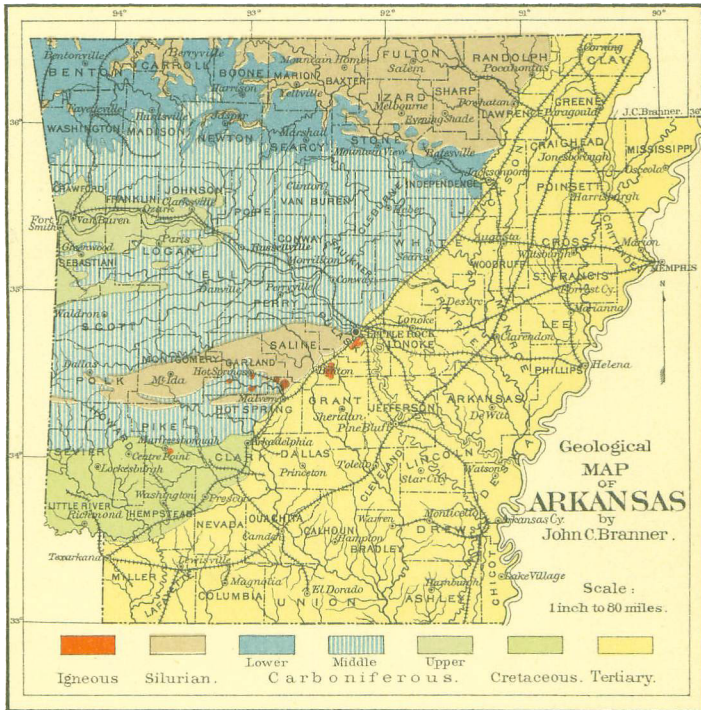 94°
93°
92°
91°
90°
Bentonville
Berryville
BENTON
CARROLL
BOONE
MARION
Mountain Home
BAXTER
FULTON
Salem
RANDOLPH
Pocahontas
Corning
CLAY
Harrison
Yellville
IZARD
SHARP
Melbourne
Evening Shade
Powhatan
LAWRENCE
GREENE
Paragould
J.C.Branner.
36°
36°
Fayetteville
Huntsville
WASHINGTON
MADISON
Jasper
NEWTON
Marshall
SEARCY
STONE
Mountain View
Batesville
Jacksonport
CRAIGHEAD
Jonesborough
MISSISSIPPI
Osceola
INDEPENDENCE
JACKSON
POINSETT
Harrisburgh
CRAWFORD
FRANKLIN
JOHNSON
Clarksville
Ozark
Van Buren
Fort
Smith
POPE
Clinton
VAN BUREN
CLEBURNE
Heber
WHITE
Searcy
Augusta
WOODRUFF
CROSS
Wittsburgh
CRITTENDEN
Marion
MEMPHIS
Greenwood
SEBASTIAN
Paris
LOGAN
Russellville
CONWAY
Morrillton
FAULKNER
Conway
ST. FRANCIS
Forrest Cy.
Marianna
35°
YELL
Danville
Perryville
PERRY
Des Arc
PRAIRIE
MONROE
LEE
Waldron
SCOTT
PULASKI
LITTLE ROCK
Lonoke
LONOKE
Clarendon
PHILLIPS
Helena
N
Dallas
POLK
MONTGOMERY
Mt. Ida
GARLAND
Hot Springs
SALINE
Benton
Malvern
HOT SPRING
GRANT
Sheridan
JEFFERSON
Pine Bluff
ARKANSAS
De Witt
HOWARD
PIKE
Murfreesborough
Arkadelphia
CLARK
DALLAS
Princeton
Toledo
CLEVELAND
LINCOLN
Star City
Watson
DESHA
34°
SEVIER
Centre Point
Lockesburgh
Washington
Prescott
LITTLE RIVER
Richmond
HEMPSTEAD
NEVADA
OUACHITA
Camden
CALHOUN
Hampton
Warren
BRADLEY
Monticello
DREW
Arkansas Cy.
Texarkana
Lewisville
MILLER
LAFAYETTE
Magnolia
COLUMBIA
El Dorado
UNION
Hamburgh
ASHLEY
CHICOT
Lake Village
33°
Geological
MAP
OF
ARKANSAS
by
John C. Branner.
Scale:
1 inch to 80 miles.
Lower
Middle
Upper
Igneous
Silurian.
Carboniferous.
Cretaceous.
Tertiary.